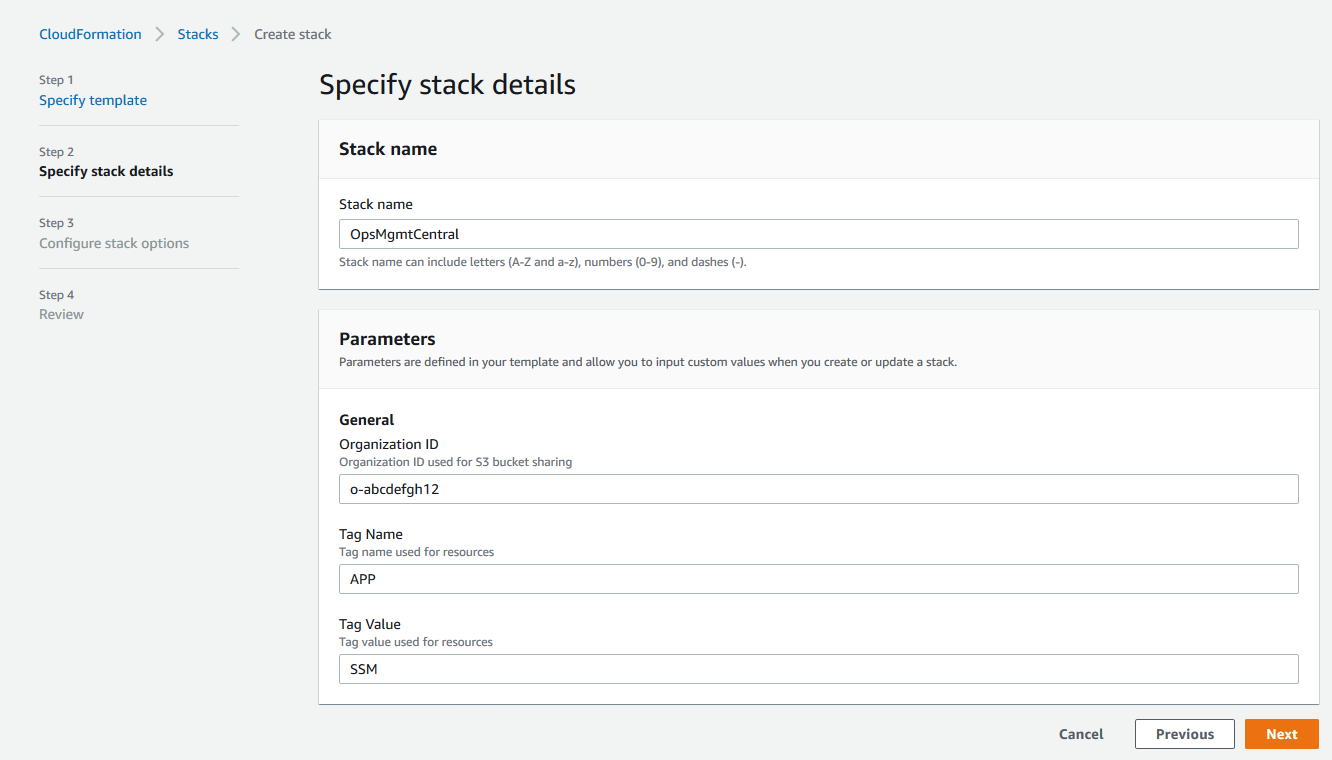 CloudFormation > Stacks > Create stack
Step 1
Specify template
Step 2
Specify stack details
Step 3
Configure stack options
Step 4
Review
Specify stack details
Stack name
Stack name
OpsMgmtCentral
Stack name can include letters (A-Z and a-z), numbers (0-9), and dashes (-).
Parameters
Parameters are defined in your template and allow you to input custom values when you create or update a stack.
General
Organization ID
Organization ID used for S3 bucket sharing
o-abcdefgh12
Tag Name
Tag name used for resources
APP
Tag Value
Tag value used for resources
SSM
Cancel Previous Next